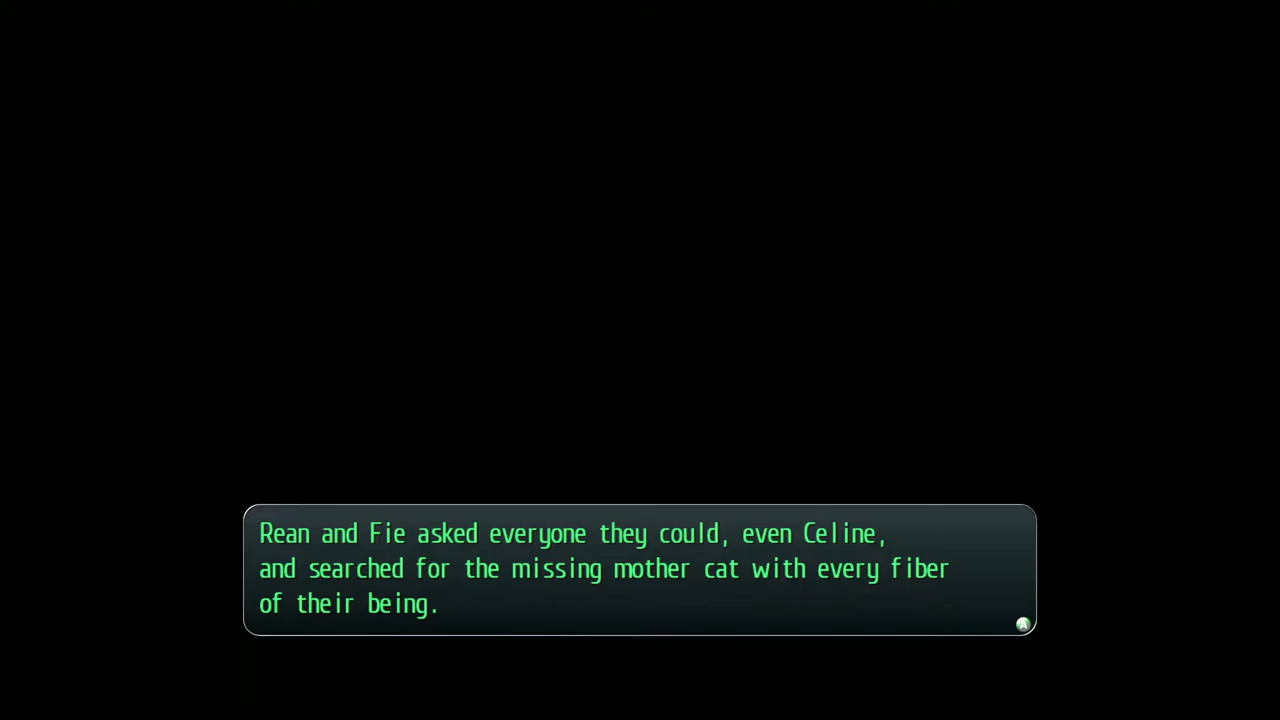 Rean and Fie asked everyone they could, even Celine,
and searched for the missing mother cat with every fiber
of their being.
A